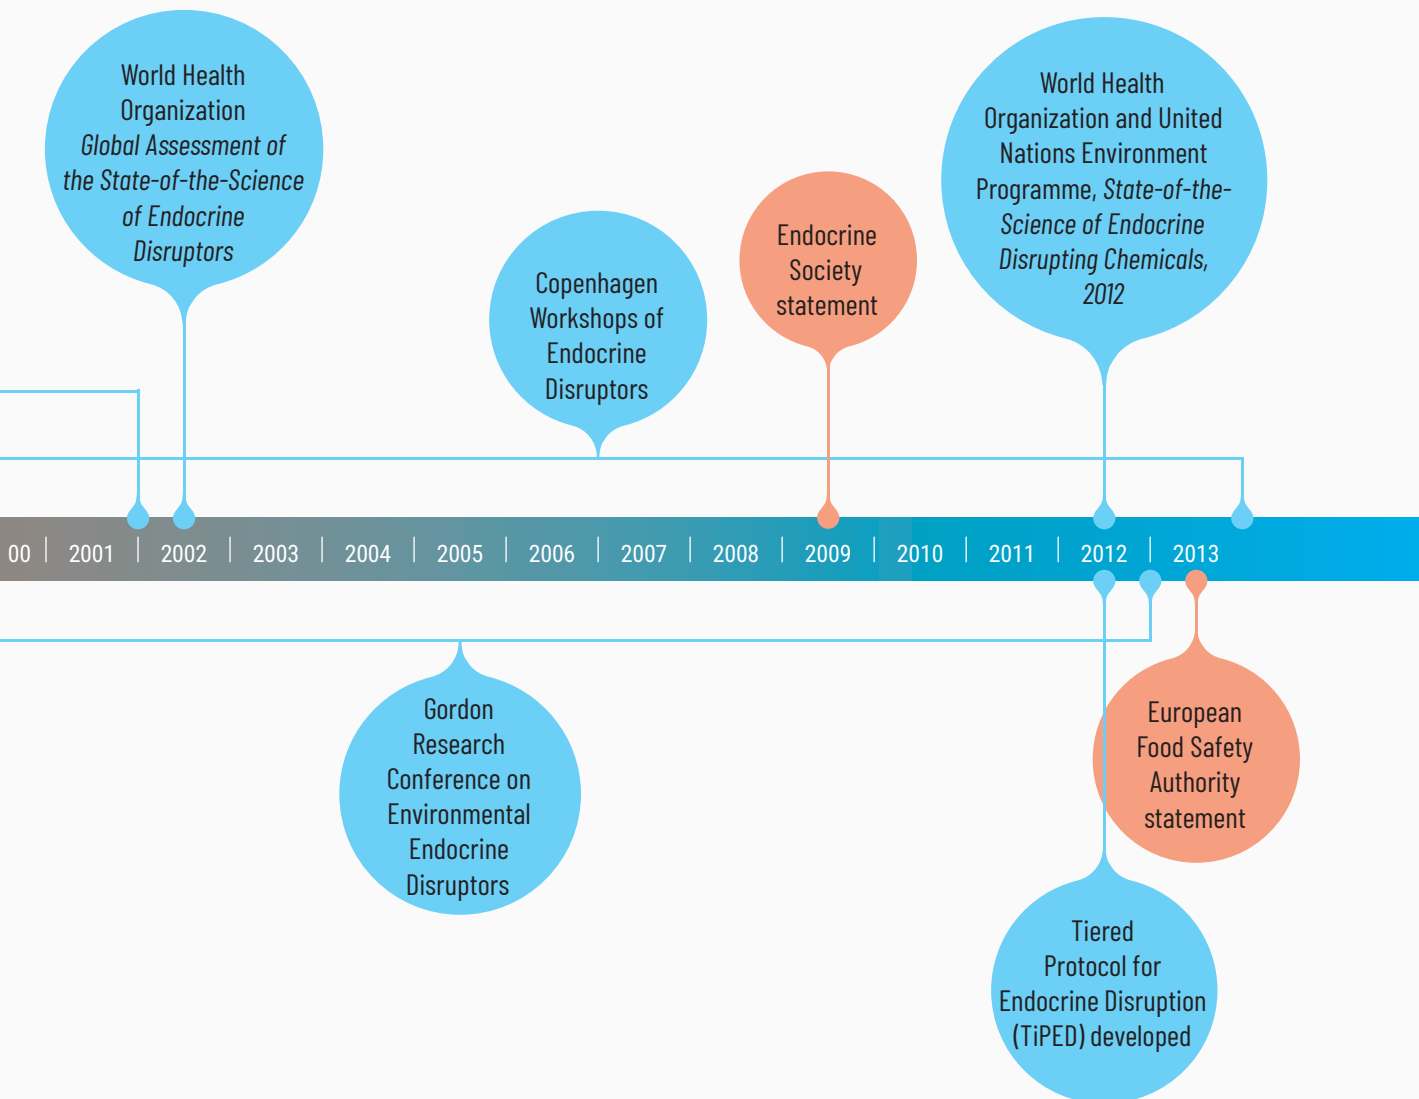 World Health
Organization
Global Assessment of
the State-of-the-Science
of Endocrine
Disruptors
Copenhagen
Workshops of
Endocrine
Disruptors
Endocrine
Society
statement
World Health
Organization and United
Nations Environment
Programme, State-of-the-
Science of Endocrine
Disrupting Chemicals,
2012
00 2001 2002 2003 2004 2005 2006 2007 2008 2009 2010 2011 2012 2013
Gordon
Research
Conference on
Environmental
Endocrine
Disruptors
European
Food Safety
Authority
statement
Tiered
Protocol for
Endocrine Disruption
(TiPED) developed